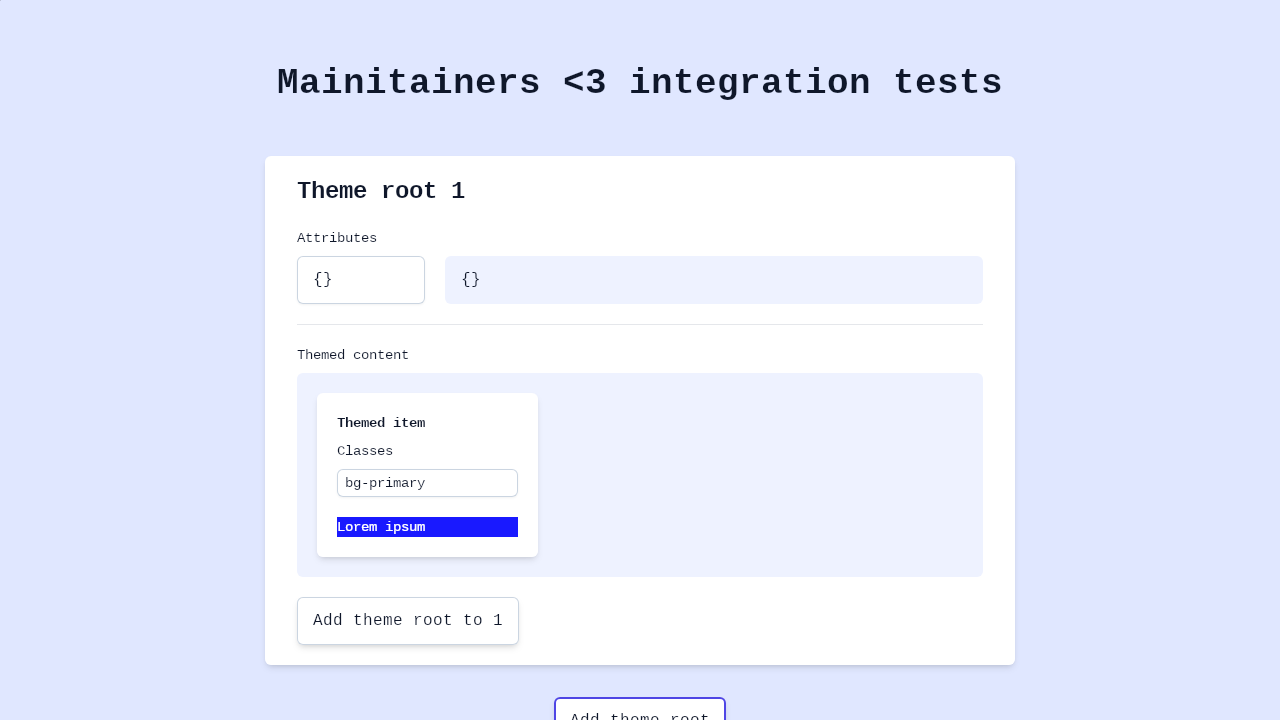 Mainitainers <3 integration tests
Theme root 1
Attributes
{}
{}
Themed content
Themed item
Classes
bg-primary
Lorem ipsum
Add theme root to 1
Add theme root